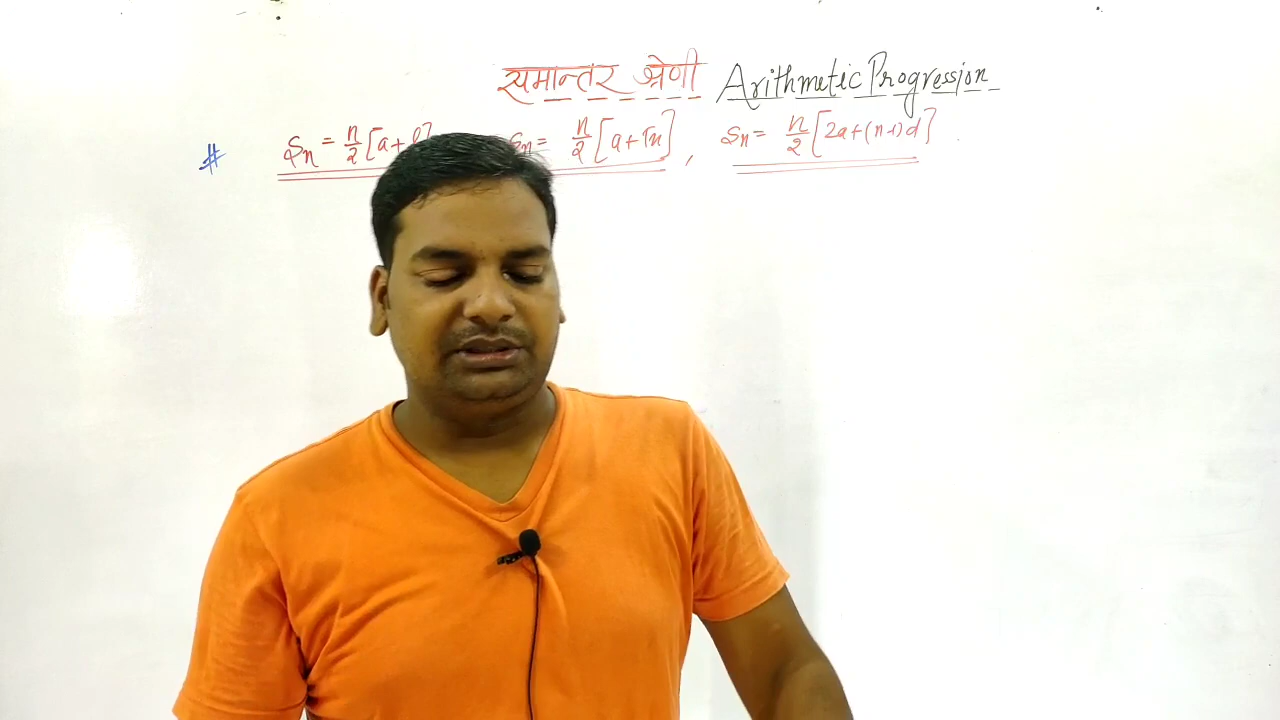 समान्तर श्रेणी Arithmetic Progression
# Sn = n/2 [a+l] Sn = n/2 [a+Tn] , Sn = n/2 [2a+(n-1)d] .